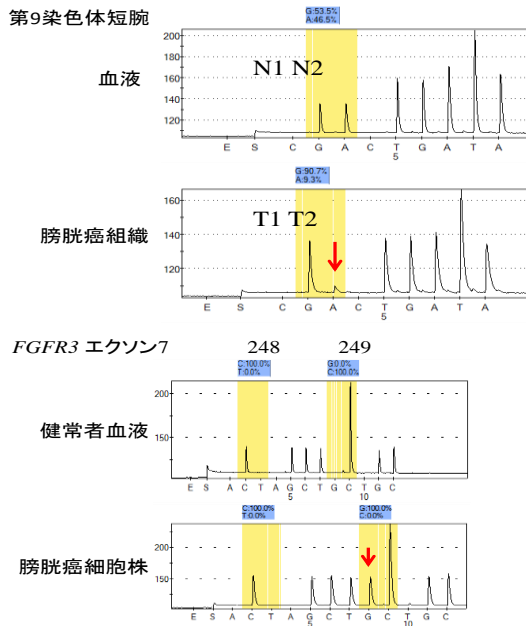 第9染色体短腕
G:53.5%
A:46.5%
血液
N1 N2
200
180
160
140
120
E S C G A C T G A T A
5
G:90.7%
A:9.3%
膀胱癌組織
T1 T2
160
140
120
E S C G A C T G A T A
5
FGFR3 エクソン7 248 249
C:100.0%
T:0.0%
G:0.0%
C:100.0%
健常者血液
200
150
E S A C T A G C T G C T G C
5 10
C:100.0%
T:0.0%
G:100.0%
C:0.0%
膀胱癌細胞株
200
150
E S A C T A G C T G C T G C
5 10